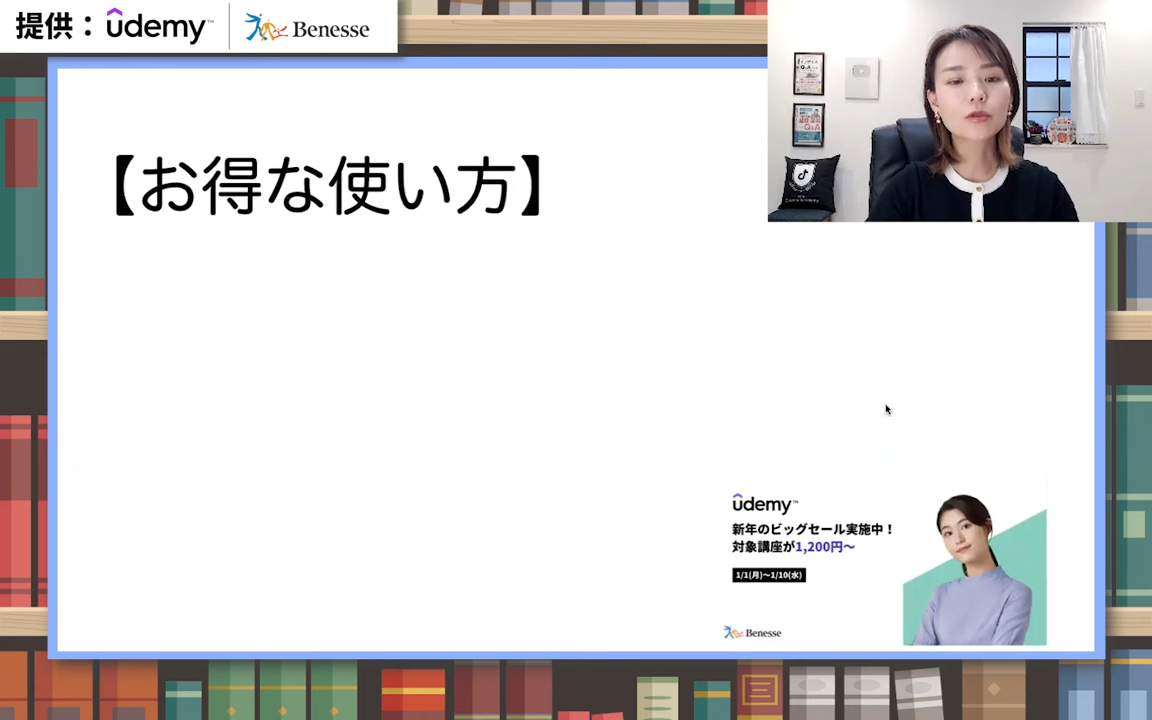 提供：udemy
Benesse
【お得な使い方】
udemy
新年のビッグセール実施中！
対象講座が1,200円〜
1/1(月)〜1/10(水)
Benesse